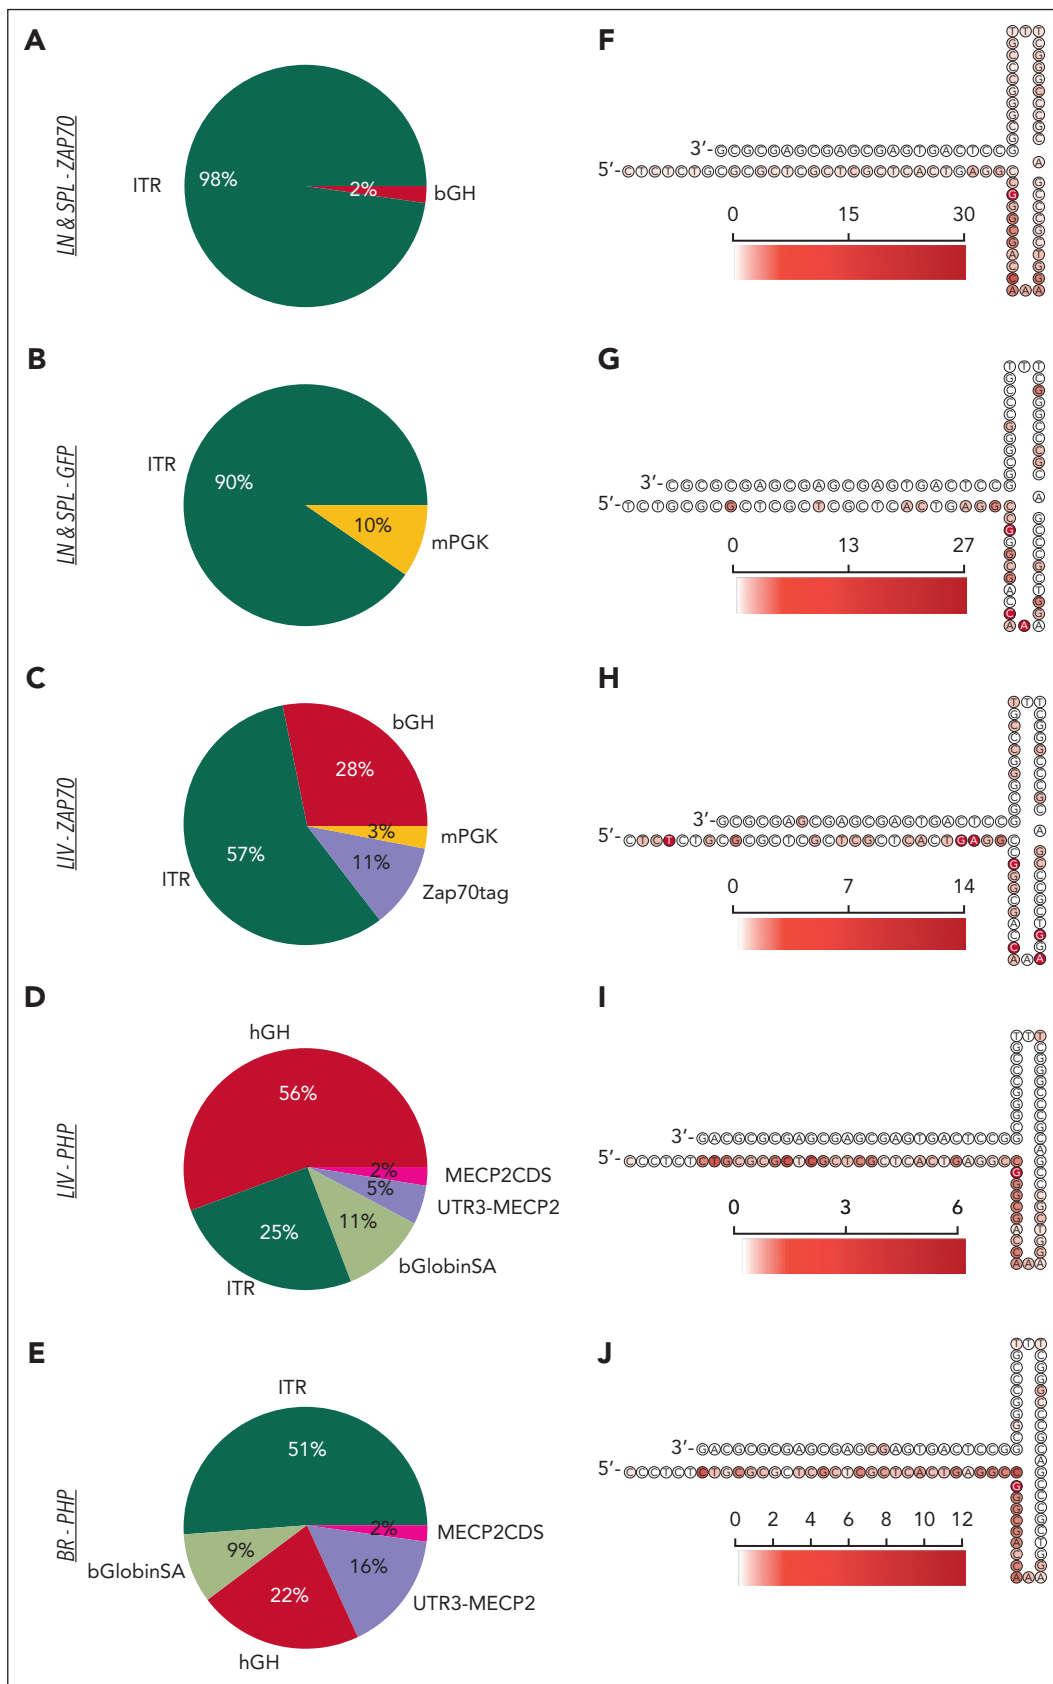 A
LN & SPL - ZAP70
ITR
98%
2%
bGH
B
LN & SPL - GFP
ITR
90%
10%
mPGK
C
LIV - ZAP70
bGH
28%
3%
mPGK
57%
11%
ITR
Zap70tag
D
LIV - PHP
hGH
56%
2%
MECP2CDS
5%
UTR3-MECP2
25%
11%
bGlobinSA
ITR
E
BR - PHP
ITR
51%
2%
MECP2CDS
9%
16%
bGlobinSA
22%
UTR3-MECP2
hGH
F
3′-GCGCGAGCGAGCGAGTGACTCCG
5′-CTCTCTGCGCGCTCGCTCGCTCACTGAGGC
0 15 30
G
3′-CGCGCGAGCGAGCGAGTGACTCCG
5′-TCTGCGCGCTCGCTCGCTCACTGAGGC
0 13 27
H
3′-GCGCGAGCGAGCGAGTGACTCCG
5′-CTCTCTGCGCGCTCGCTCGCTCACTGAGGC
0 7 14
I
3′-GACGCGCGAGCGAGCGAGTGACTCCGG
5′-CCCTCTCTGCGCGCTCGCTCGCTCACTGAGGCC
0 3 6
J
3′-GACGCGCGAGCGAGCGAGTGACTCCGG
5′-CCCTCTCTGCGCGCTCGCTCGCTCACTGAGGCC
0 2 4 6 8 10 12